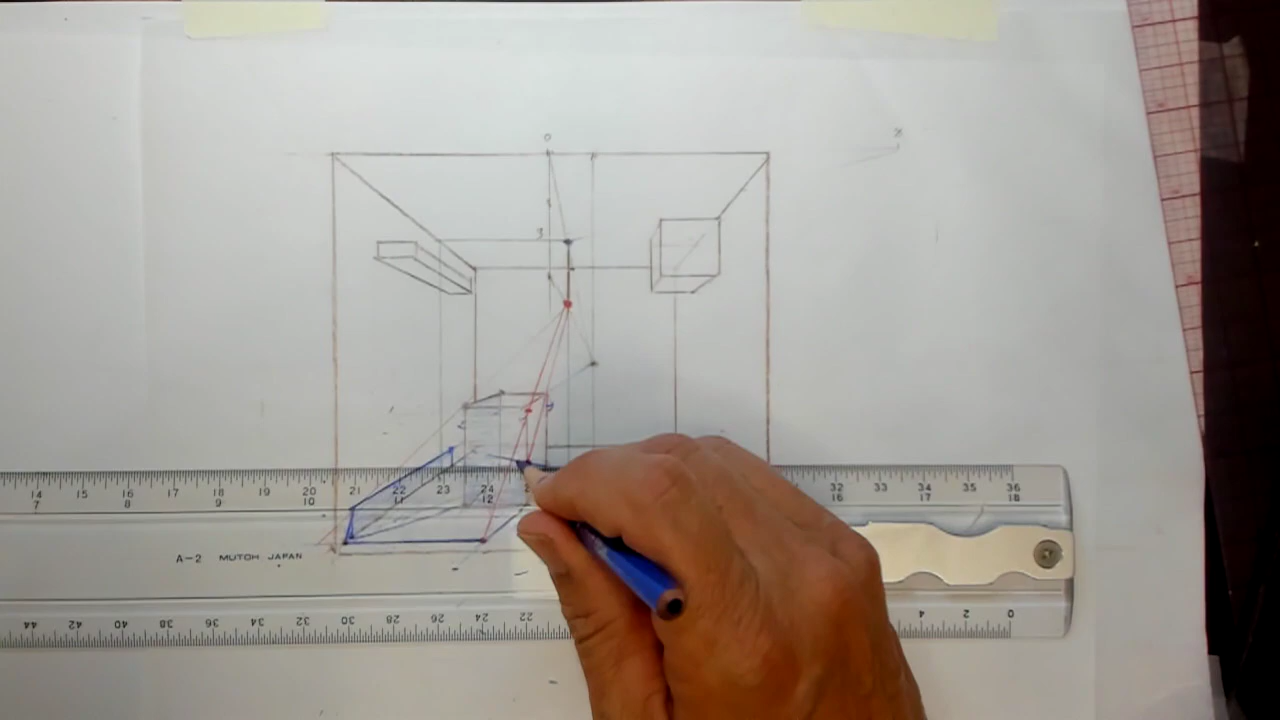 0
3
14 15 16 17 18 19 20 21 22 23 24 32 33 34 35 36
7 8 9 10 11 12 16 17 18
A-2 MUTOH JAPAN
44 42 40 38 36 34 32 30 28 26 24 22 4 2 0